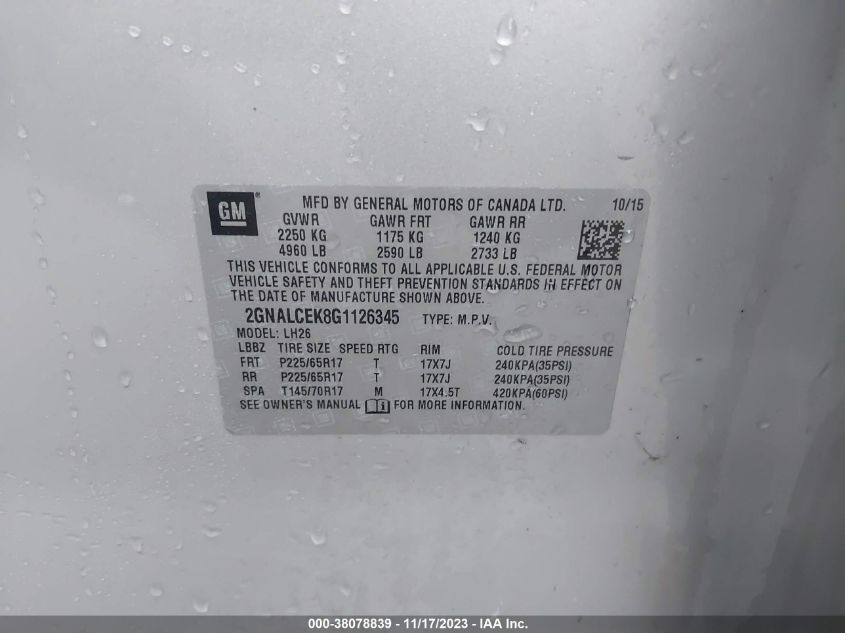 GM ® MFD BY GENERAL MOTORS OF CANADA LTD. 10/15
GVWR GAWR FRT GAWR RR
2250 KG 1175 KG 1240 KG
4960 LB 2590 LB 2733 LB
THIS VEHICLE CONFORMS TO ALL APPLICABLE U.S. FEDERAL MOTOR
VEHICLE SAFETY AND THEFT PREVENTION STANDARDS IN EFFECT ON
THE DATE OF MANUFACTURE SHOWN ABOVE.
2GNALCEK8G1126345 TYPE: M.P.V.
MODEL: LH26
LBBZ TIRE SIZE SPEED RTG RIM COLD TIRE PRESSURE
FRT P225/65R17 T 17X7J 240KPA(35PSI)
RR P225/65R17 T 17X7J 240KPA(35PSI)
SPA T145/70R17 M 17X4.5T 420KPA(60PSI)
SEE OWNER'S MANUAL FOR MORE INFORMATION.
000-38078839 - 11/17/2023 - IAA Inc.